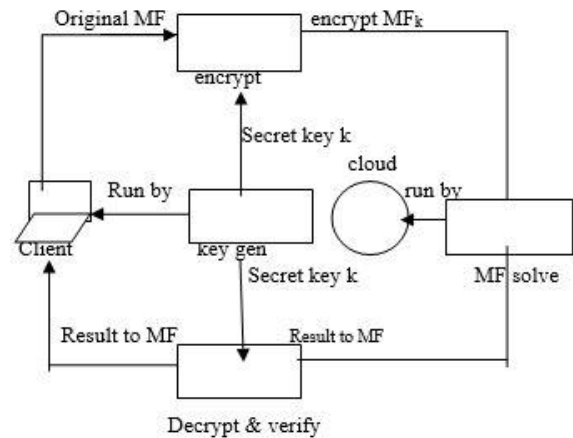 Original MF
encrypt MFk
encrypt
Secret key k
cloud
Run by
run by
Client
key gen
Secret key k
MF solve
Result to MF
Result to MF
Decrypt & verify